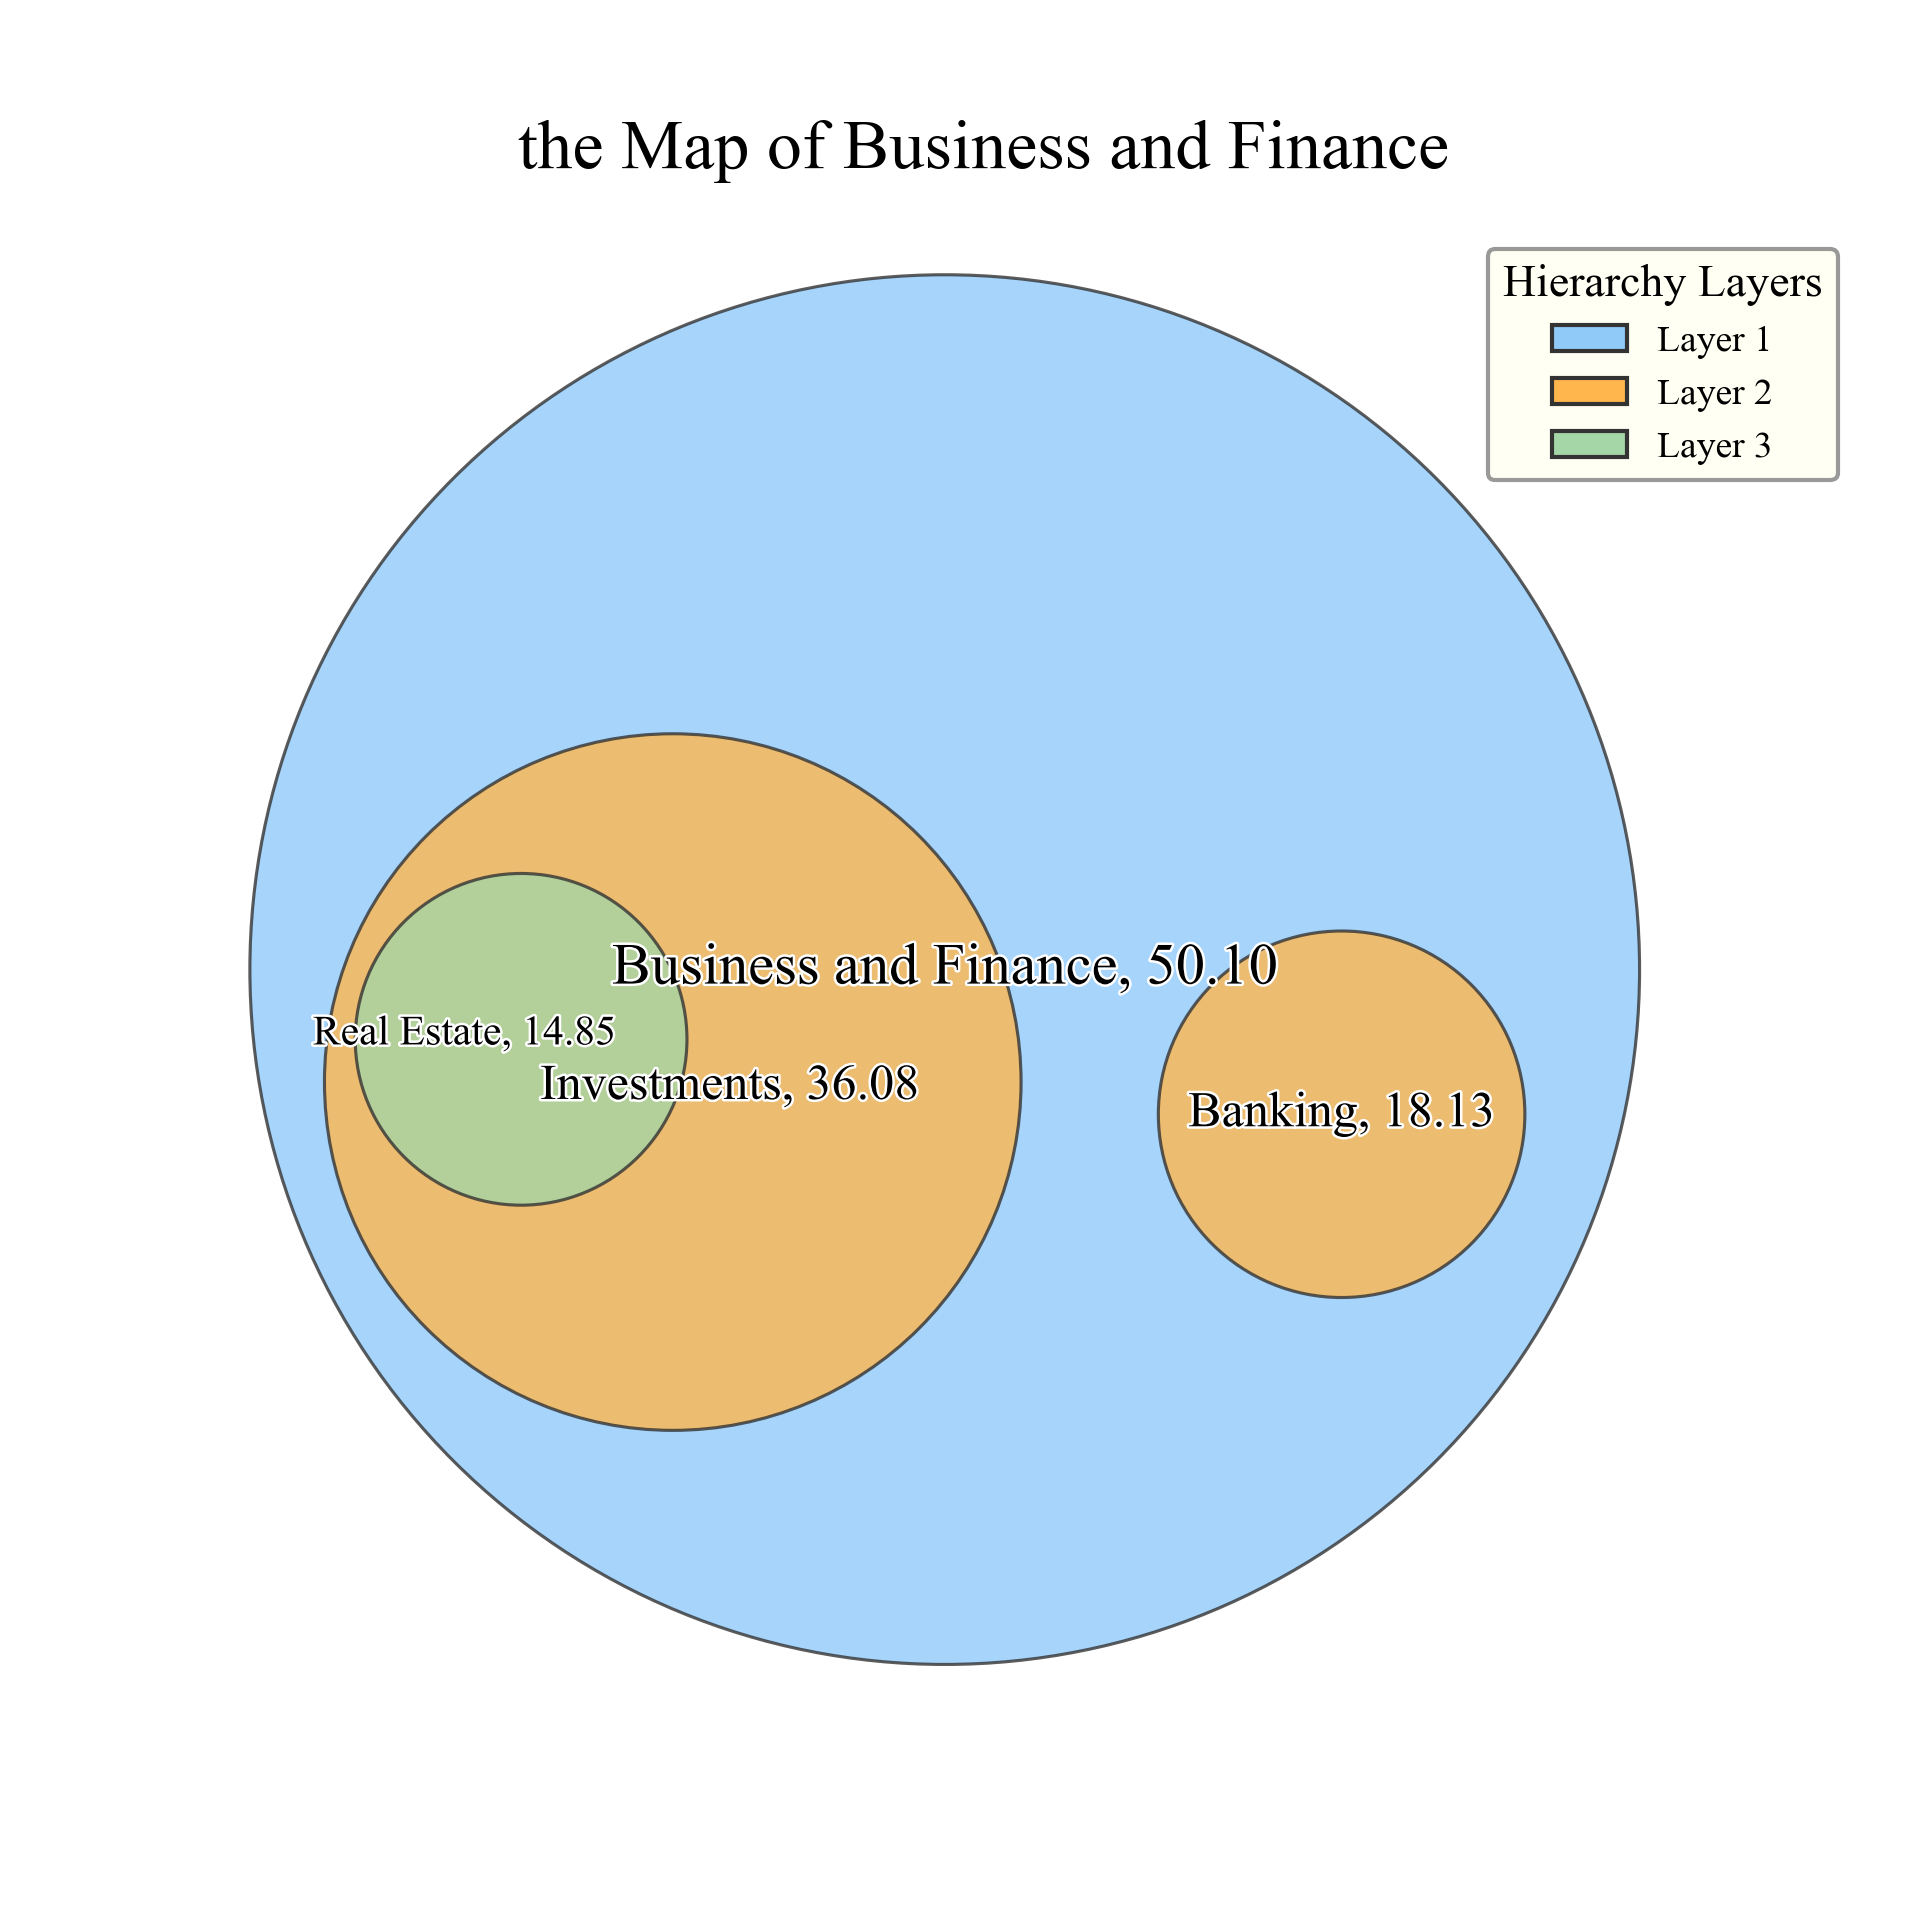 the Map of Business and Finance
Hierarchy Layers
Layer 1
Layer 2
Layer 3
Business and Finance, 50.10
Real Estate, 14.85
Investments, 36.08
Banking, 18.13